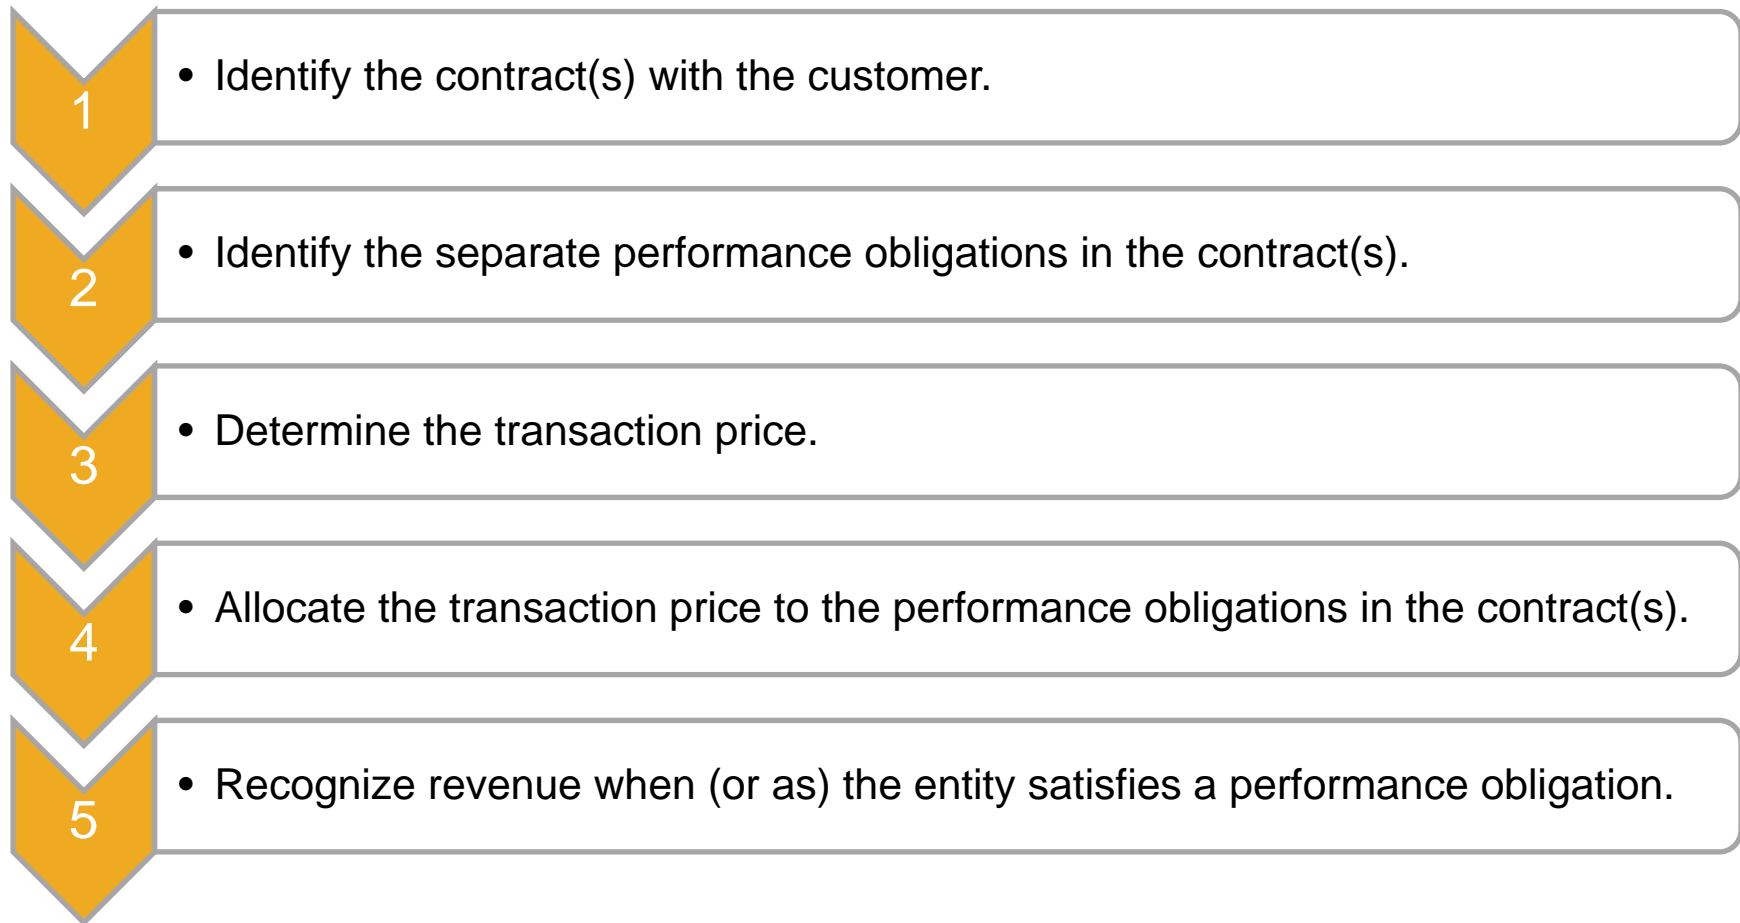 1
• Identify the contract(s) with the customer.
2
• Identify the separate performance obligations in the contract(s).
3
• Determine the transaction price.
4
• Allocate the transaction price to the performance obligations in the contract(s).
5
• Recognize revenue when (or as) the entity satisfies a performance obligation.